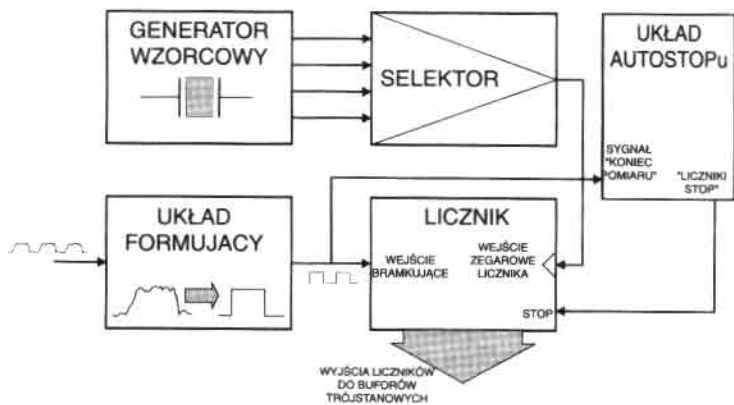 GENERATOR
WZORCOWY
SELEKTOR
UKŁAD
AUTOSTOPu
SYGNAŁ
"KONIEC
POMIARU"
"LICZNIKI
STOP"
UKŁAD
FORMUJACY
LICZNIK
WEJŚCIE
BRAMKUJĄCE
WEJŚCIE
ZEGAROWE
LICZNIKA
STOP
WYJŚCIA LICZNIKÓW
DO BUFORÓW
TRÓJSTANOWYCH